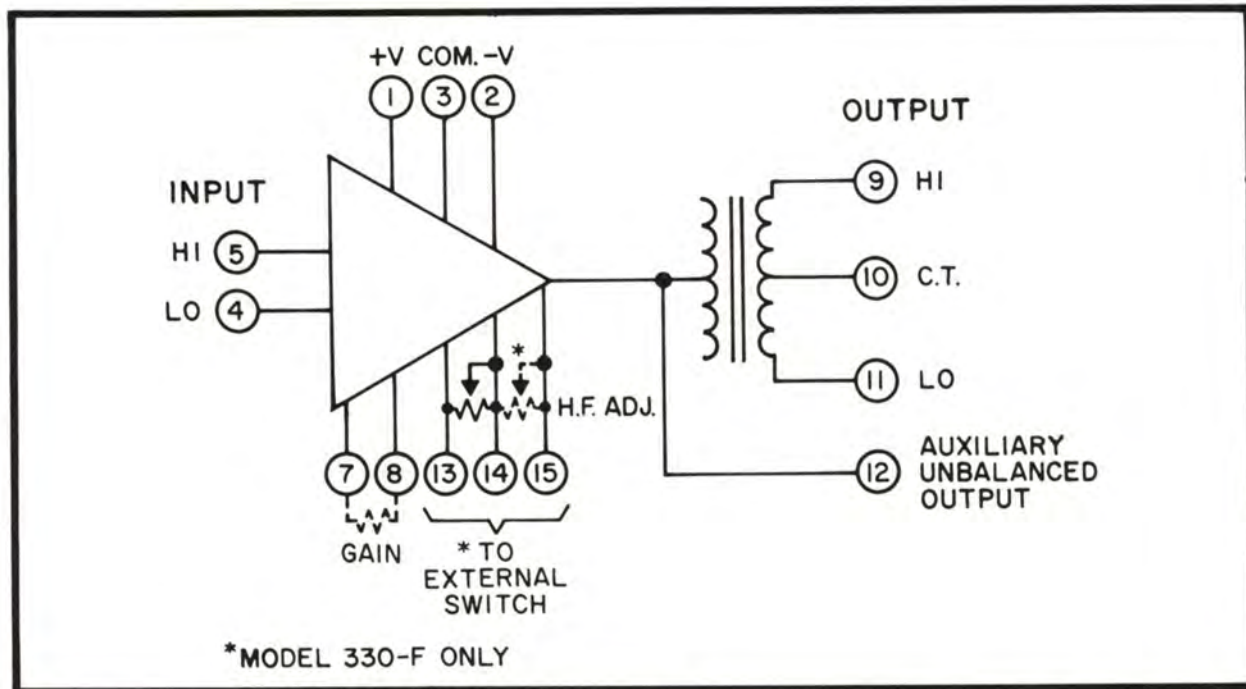 +V COM. -V
1 3 2
OUTPUT
INPUT
9 HI
HI 5
10 C.T.
LO 4
*
11 LO
H.F. ADJ.
7 8 13 14 15
12 AUXILIARY
UNBALANCED
OUTPUT
GAIN
* TO
EXTERNAL
SWITCH
*MODEL 330-F ONLY